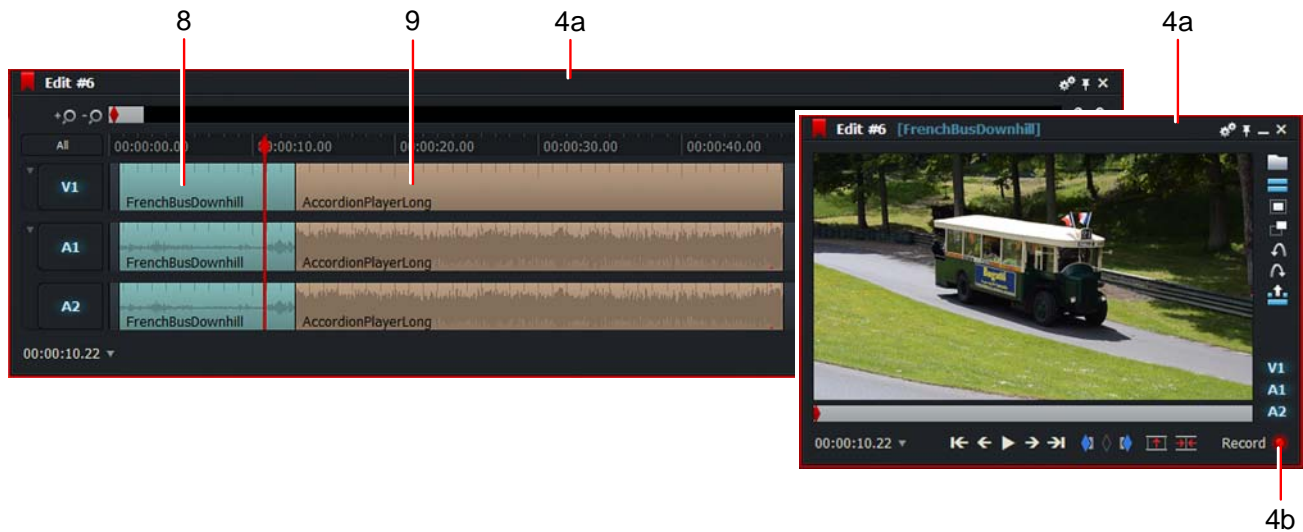 8
9
4a
4a
Edit #6
All
00:00:00.00
00:00:10.00
00:00:20.00
00:00:30.00
00:00:40.00
V1
FrenchBusDownhill
AccordionPlayerLong
A1
FrenchBusDownhill
AccordionPlayerLong
A2
FrenchBusDownhill
AccordionPlayerLong
00:00:10.22
Edit #6 [FrenchBusDownhill]
Bugatti
V1
A1
A2
00:00:10.22
Record
4b